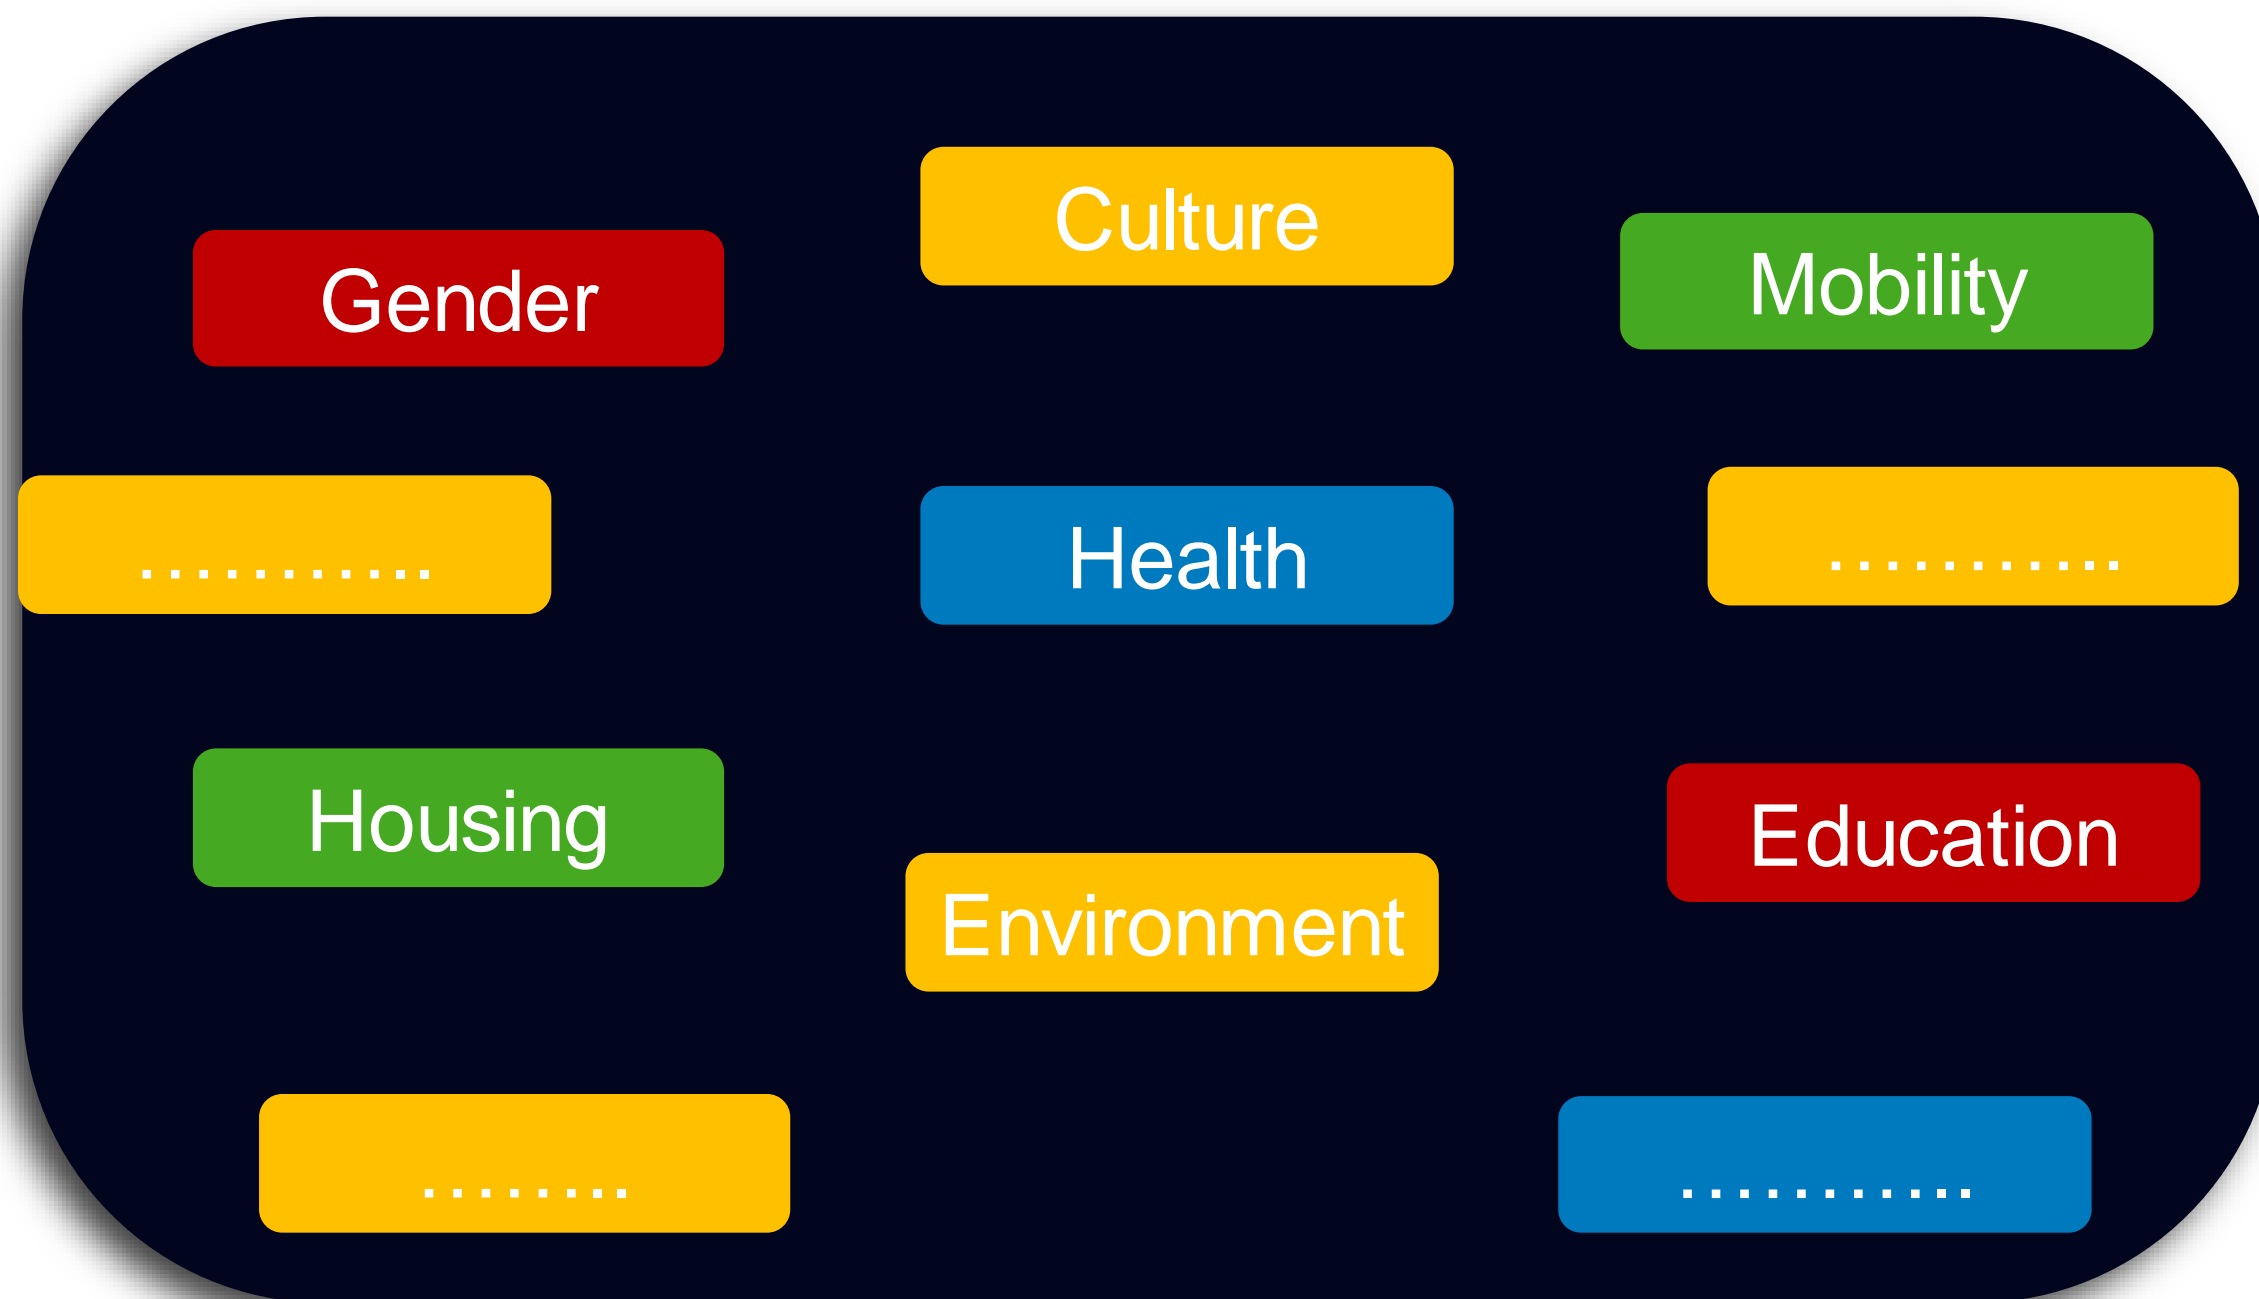 Culture
Gender
Mobility
...........
Health
...........
Housing
Education
Environment
........
...........